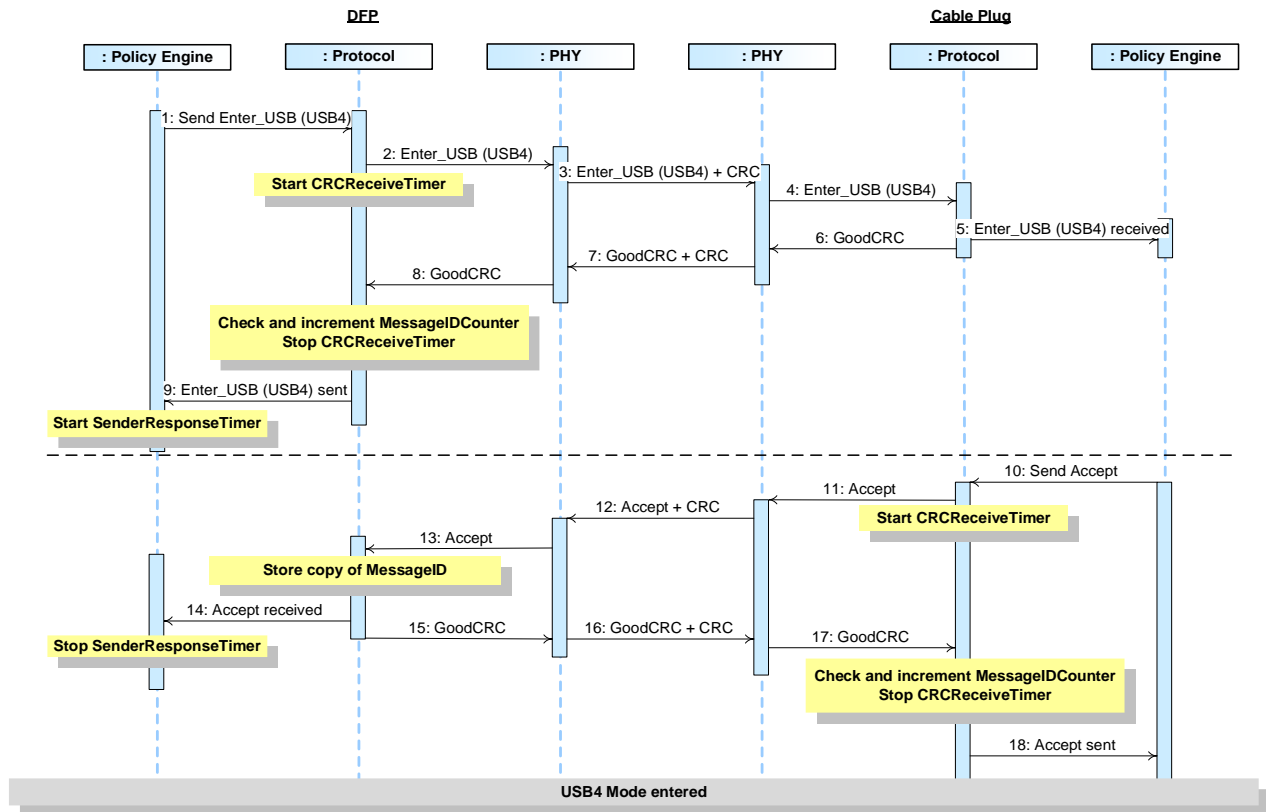 DFP
Cable Plug
: Policy Engine
: Protocol
: PHY
: PHY
: Protocol
: Policy Engine
1: Send Enter_USB (USB4)
2: Enter_USB (USB4)
3: Enter_USB (USB4) + CRC
Start CRCReceiveTimer
4: Enter_USB (USB4)
5: Enter_USB (USB4) received
6: GoodCRC
7: GoodCRC + CRC
8: GoodCRC
Check and increment MessageIDCounter
Stop CRCReceiveTimer
9: Enter_USB (USB4) sent
Start SenderResponseTimer
10: Send Accept
11: Accept
12: Accept + CRC
Start CRCReceiveTimer
13: Accept
Store copy of MessageID
14: Accept received
15: GoodCRC
16: GoodCRC + CRC
17: GoodCRC
Stop SenderResponseTimer
Check and increment MessageIDCounter
Stop CRCReceiveTimer
18: Accept sent
USB4 Mode entered